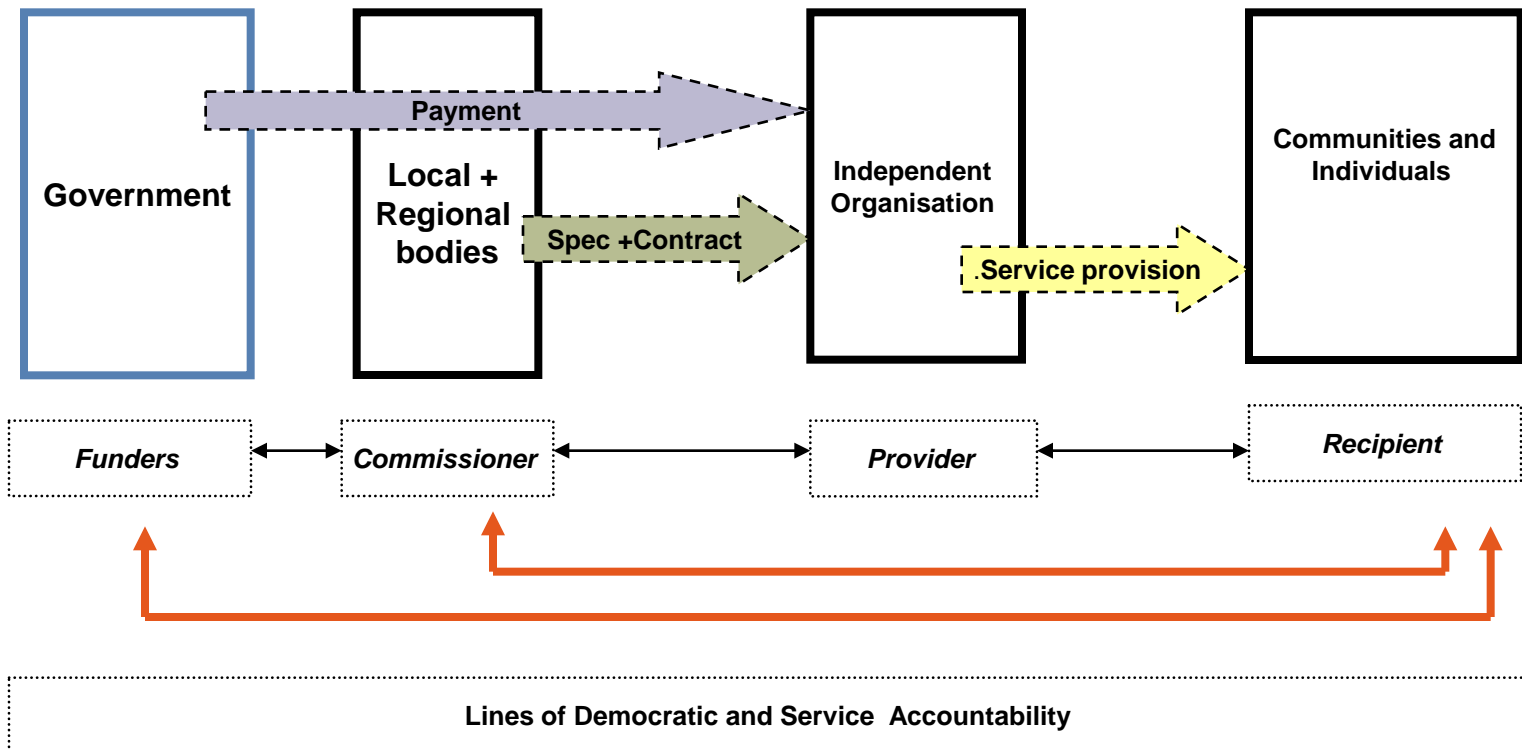 Government
Payment
Local +
Regional
bodies
Spec +Contract
Independent
Organisation
.Service provision
Communities and
Individuals
Funders
Commissioner
Provider
Recipient
Lines of Democratic and Service  Accountability